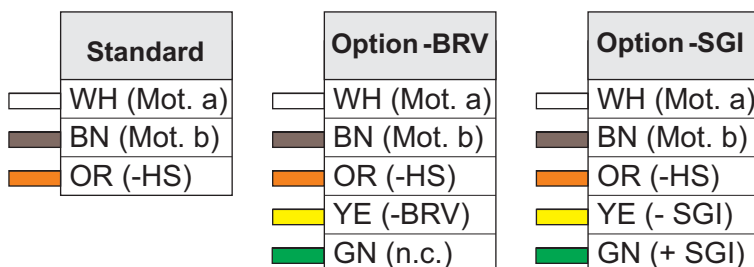 Standard
WH (Mot. a)
BN (Mot. b)
OR (-HS)
Option -BRV
WH (Mot. a)
BN (Mot. b)
OR (-HS)
YE (-BRV)
GN (n.c.)
Option -SGI
WH (Mot. a)
BN (Mot. b)
OR (-HS)
YE (- SGI)
GN (+ SGI)